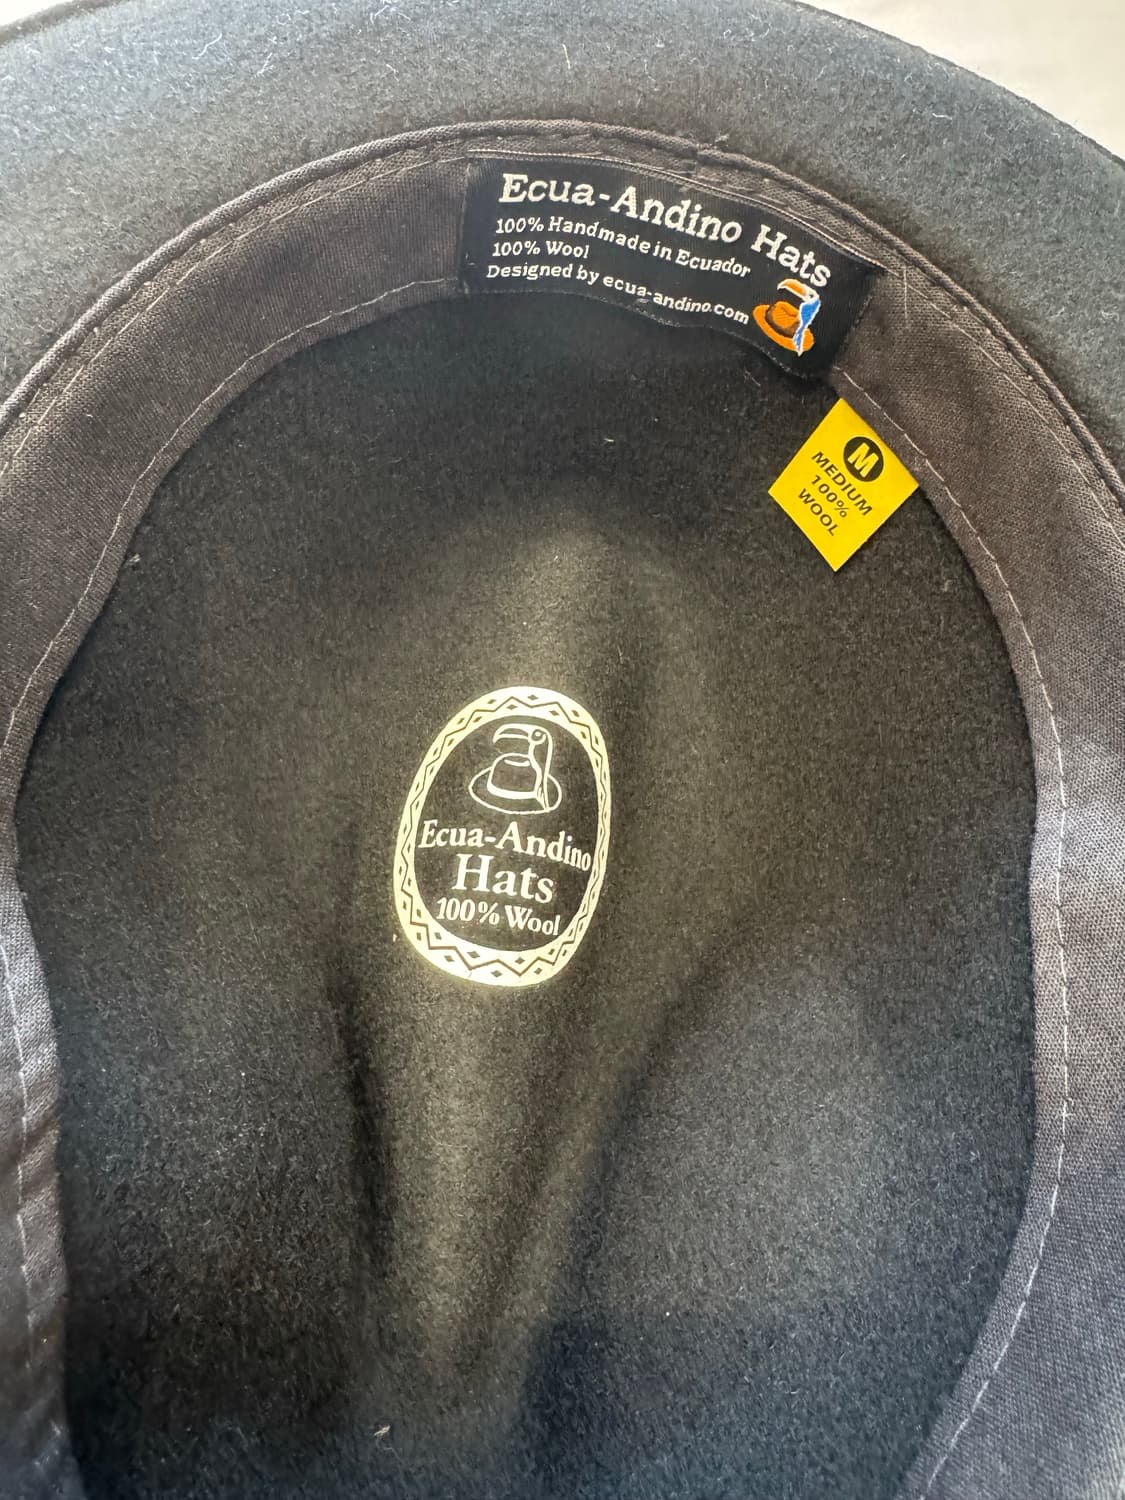 Ecua-Andino Hats
100% Handmade in Ecuador
100% Wool
Designed by ecua-andino.com
M
MEDIUM
100%
WOOL
Ecua-Andino
Hats
100% Wool